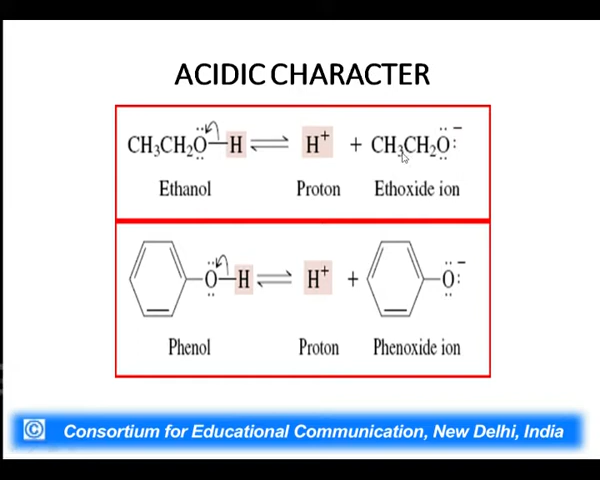 ACIDIC CHARACTER
CH₃CH₂O—H ⇌ H⁺ + CH₃CH₂O:⁻
Ethanol Proton Ethoxide ion
O—H ⇌ H⁺ + O:⁻
Phenol Proton Phenoxide ion
© Consortium for Educational Communication, New Delhi, India